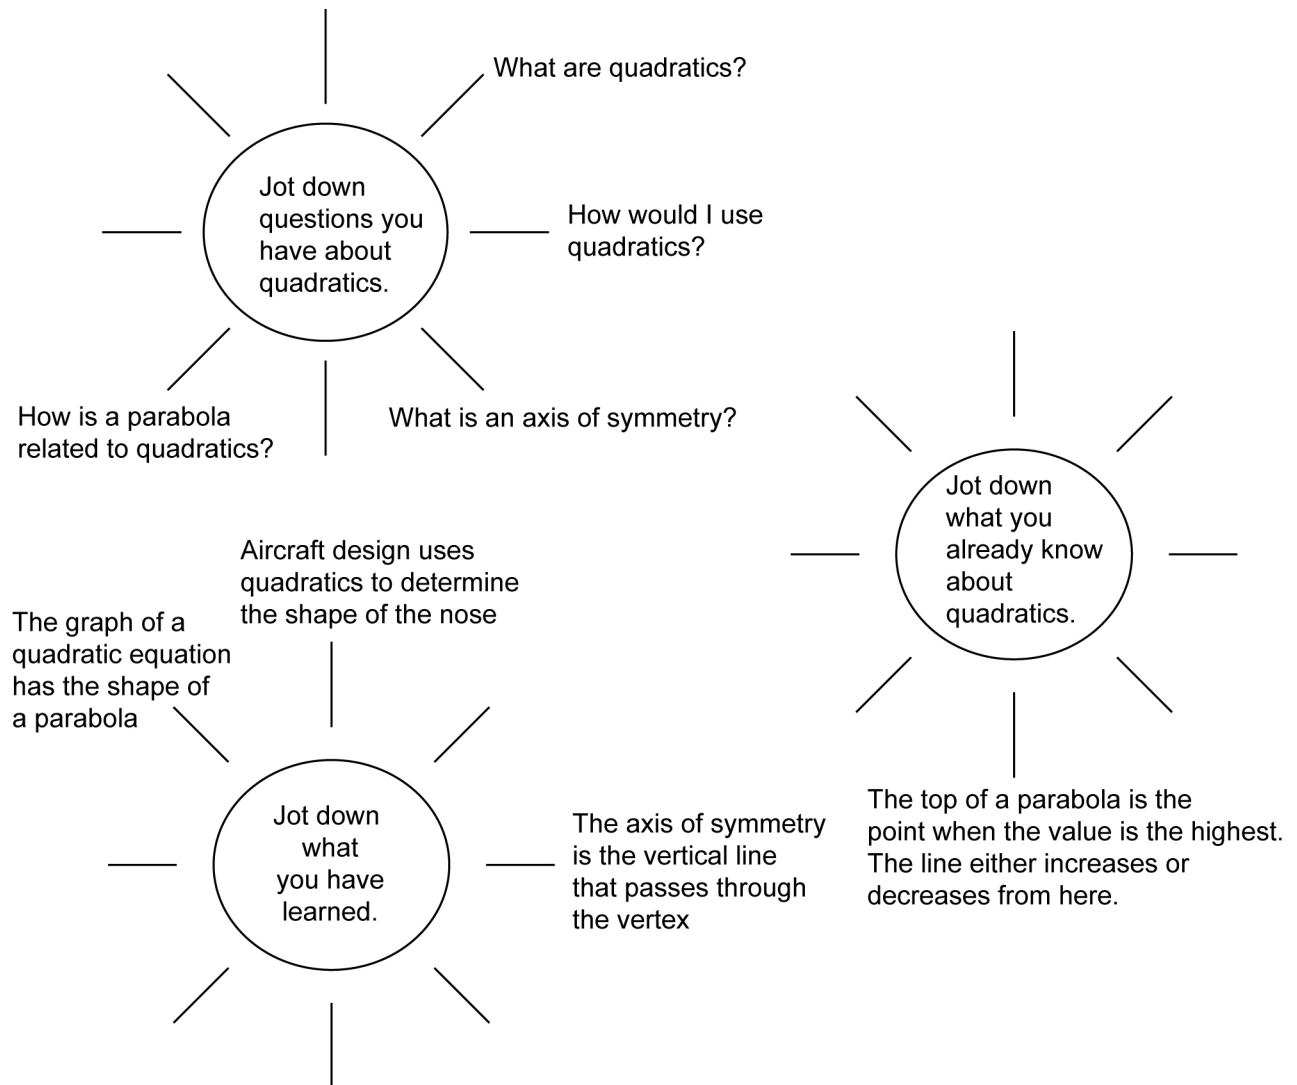 What are quadratics?
Jot down
questions you
have about
quadratics.
How would I use
quadratics?
How is a parabola
related to quadratics?
What is an axis of symmetry?
Jot down
what you
already know
about
quadratics.
The top of a parabola is the
point when the value is the highest.
The line either increases or
decreases from here.
Aircraft design uses
quadratics to determine
the shape of the nose
The graph of a
quadratic equation
has the shape of
a parabola
Jot down
what
you have
learned.
The axis of symmetry
is the vertical line
that passes through
the vertex